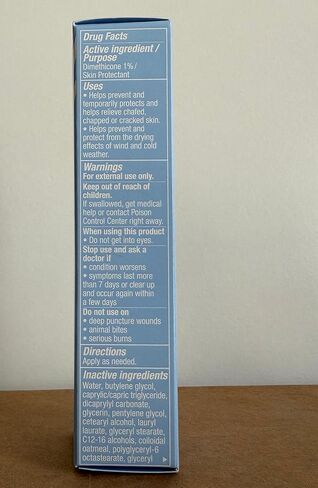 Drug Facts
Active ingredient /
Purpose
Dimethicone 1% /
Skin Protectant
Uses
• Helps prevent and
temporarily protects and
helps relieve chafed,
chapped or cracked skin.
• Helps prevent and
protect from the drying
effects of wind and cold
weather.
Warnings
For external use only.
Keep out of reach of
children.
If swallowed, get medical
help or contact Poison
Control Center right away.
When using this product
• Do not get into eyes.
Stop use and ask a
doctor if
• condition worsens
• symptoms last more
than 7 days or clear up
and occur again within
a few days
Do not use on
• deep puncture wounds
• animal bites
• serious burns
Directions
Apply as needed.
Inactive ingredients
Water, butylene glycol,
caprylic/capric triglyceride,
dicaprylyl carbonate,
glycerin, pentylene glycol,
cetearyl alcohol, lauryl
laurate, glyceryl stearate,
C12-16 alcohols, colloidal
oatmeal, polyglyceryl-6
octastearate, glyceryl